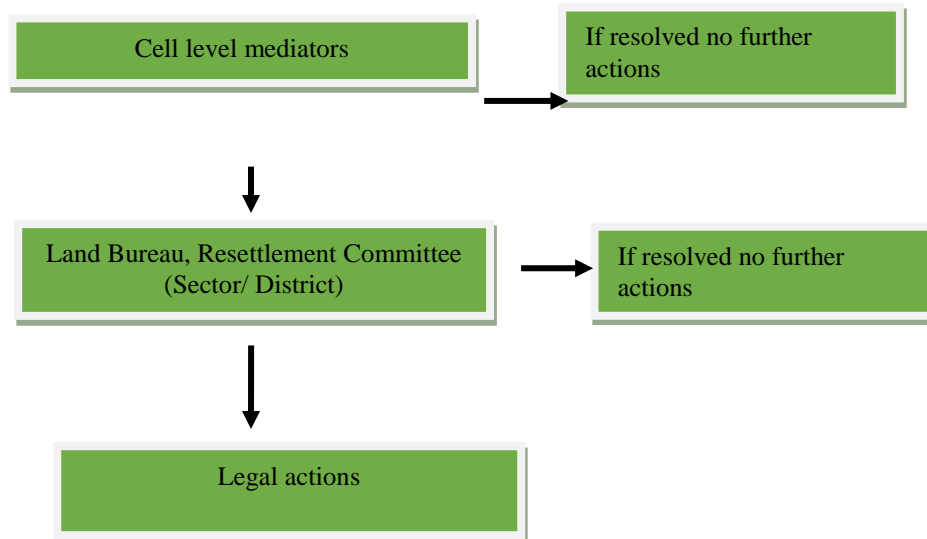 Cell level mediators
If resolved no further
actions
Land Bureau, Resettlement Committee
(Sector/ District)
If resolved no further
actions
Legal actions